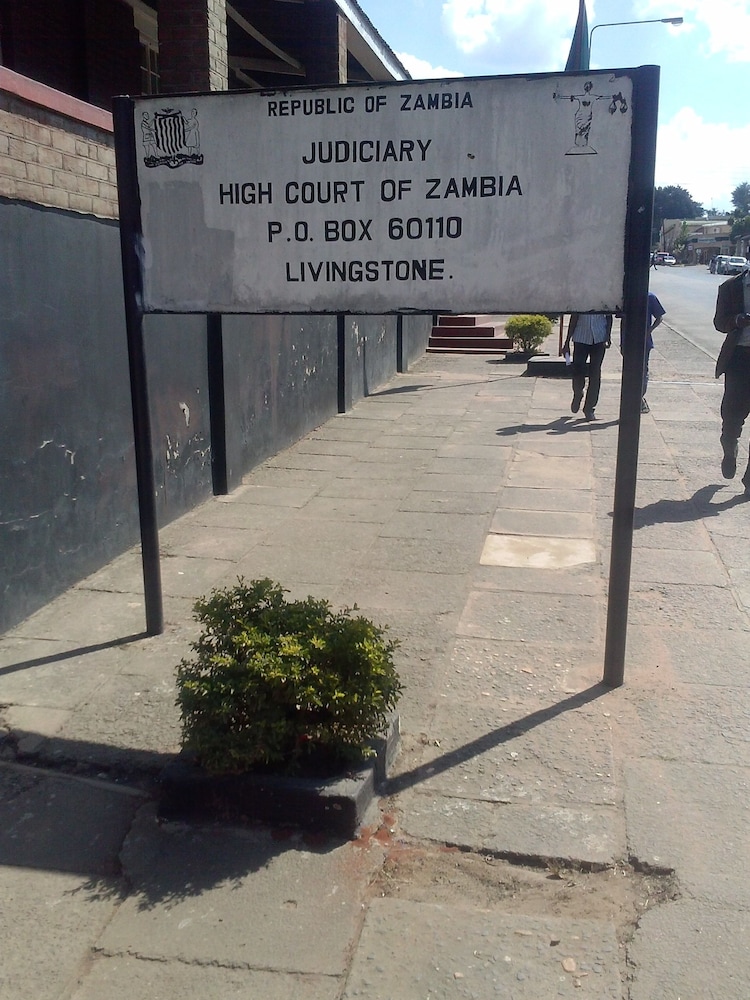 REPUBLIC OF ZAMBIA
JUDICIARY
HIGH COURT OF ZAMBIA
P.O. BOX 60110
LIVINGSTONE.